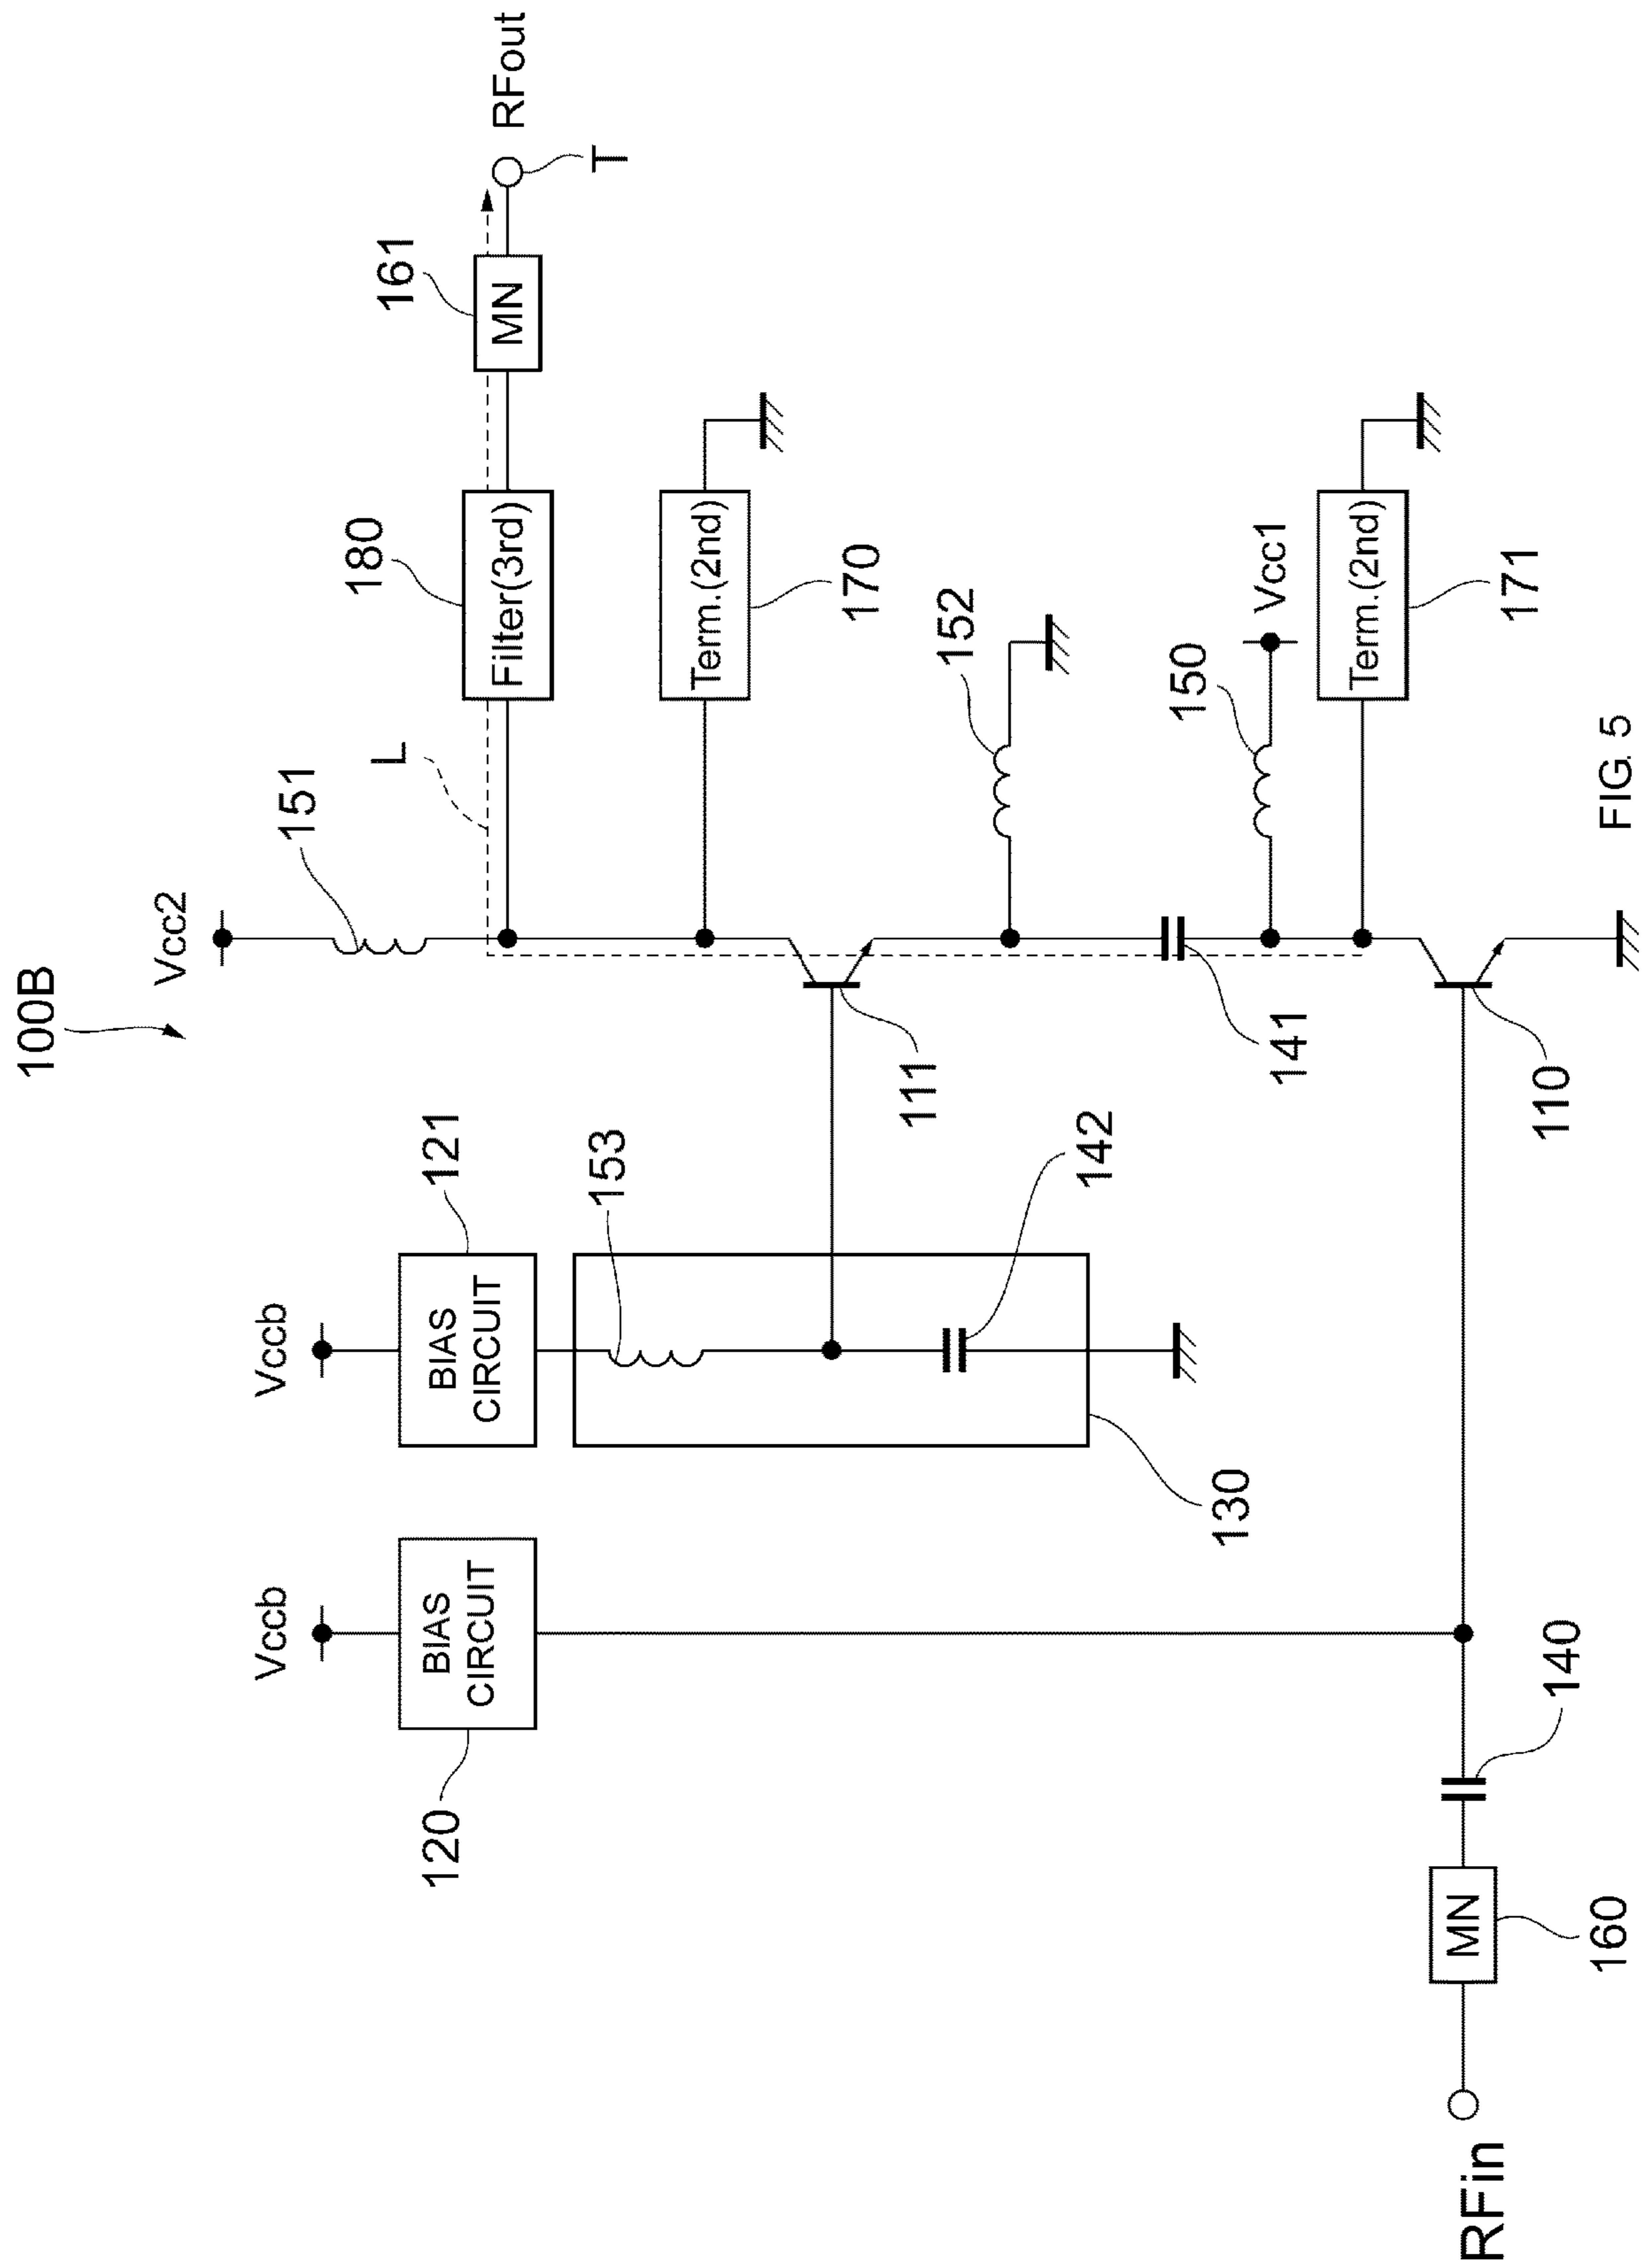 100B
Vcc2
151
L
180
Filter(3rd)
161
MN
RFout
T
Vccb
Vccb
121
BIAS
CIRCUIT
BIAS
CIRCUIT
120
153
Term.(2nd)
170
111
142
152
130
141
150
Vcc1
Term.(2nd)
171
110
RFin
MN
160
140
FIG. 5